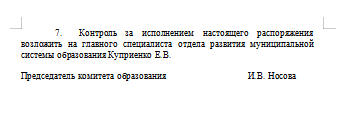 7. Контроль за исполнением настоящего распоряжения
возложить на главного специалиста отдела развития муниципальной
системы образования Куприенко Е.В.
Председатель комитета образования И.В. Носова